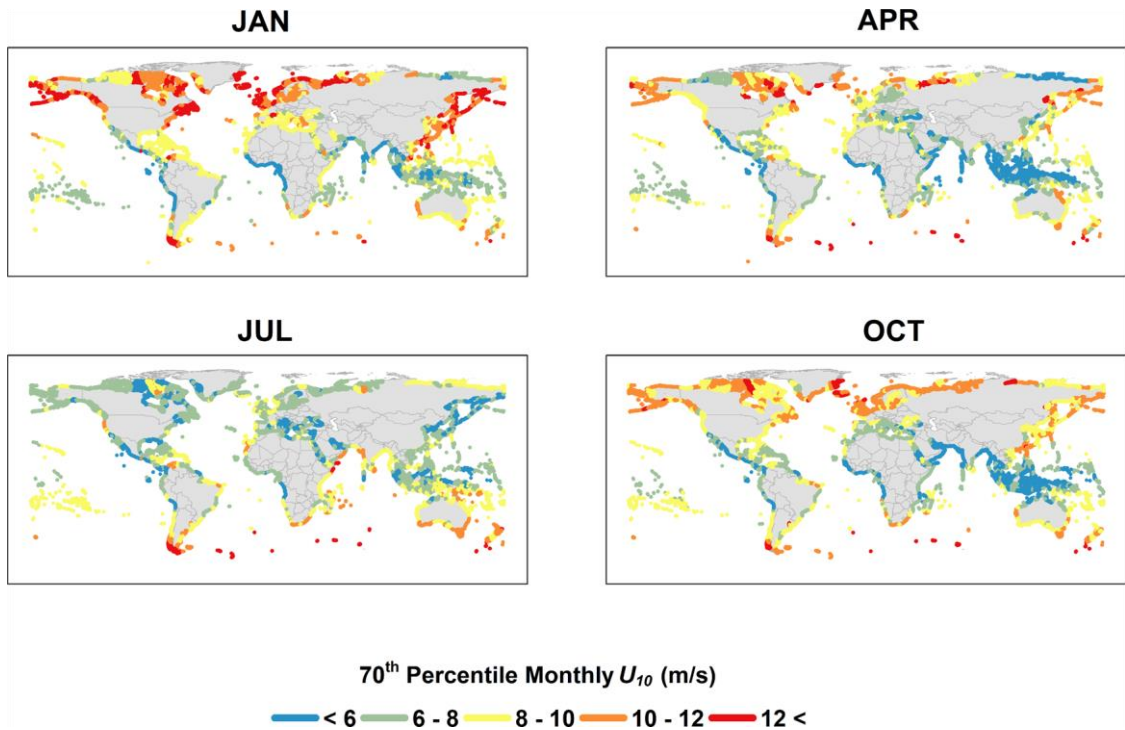 JAN
APR
JUL
OCT
70th Percentile Monthly U10 (m/s)
< 6 6 - 8 8 - 10 10 - 12 12 <